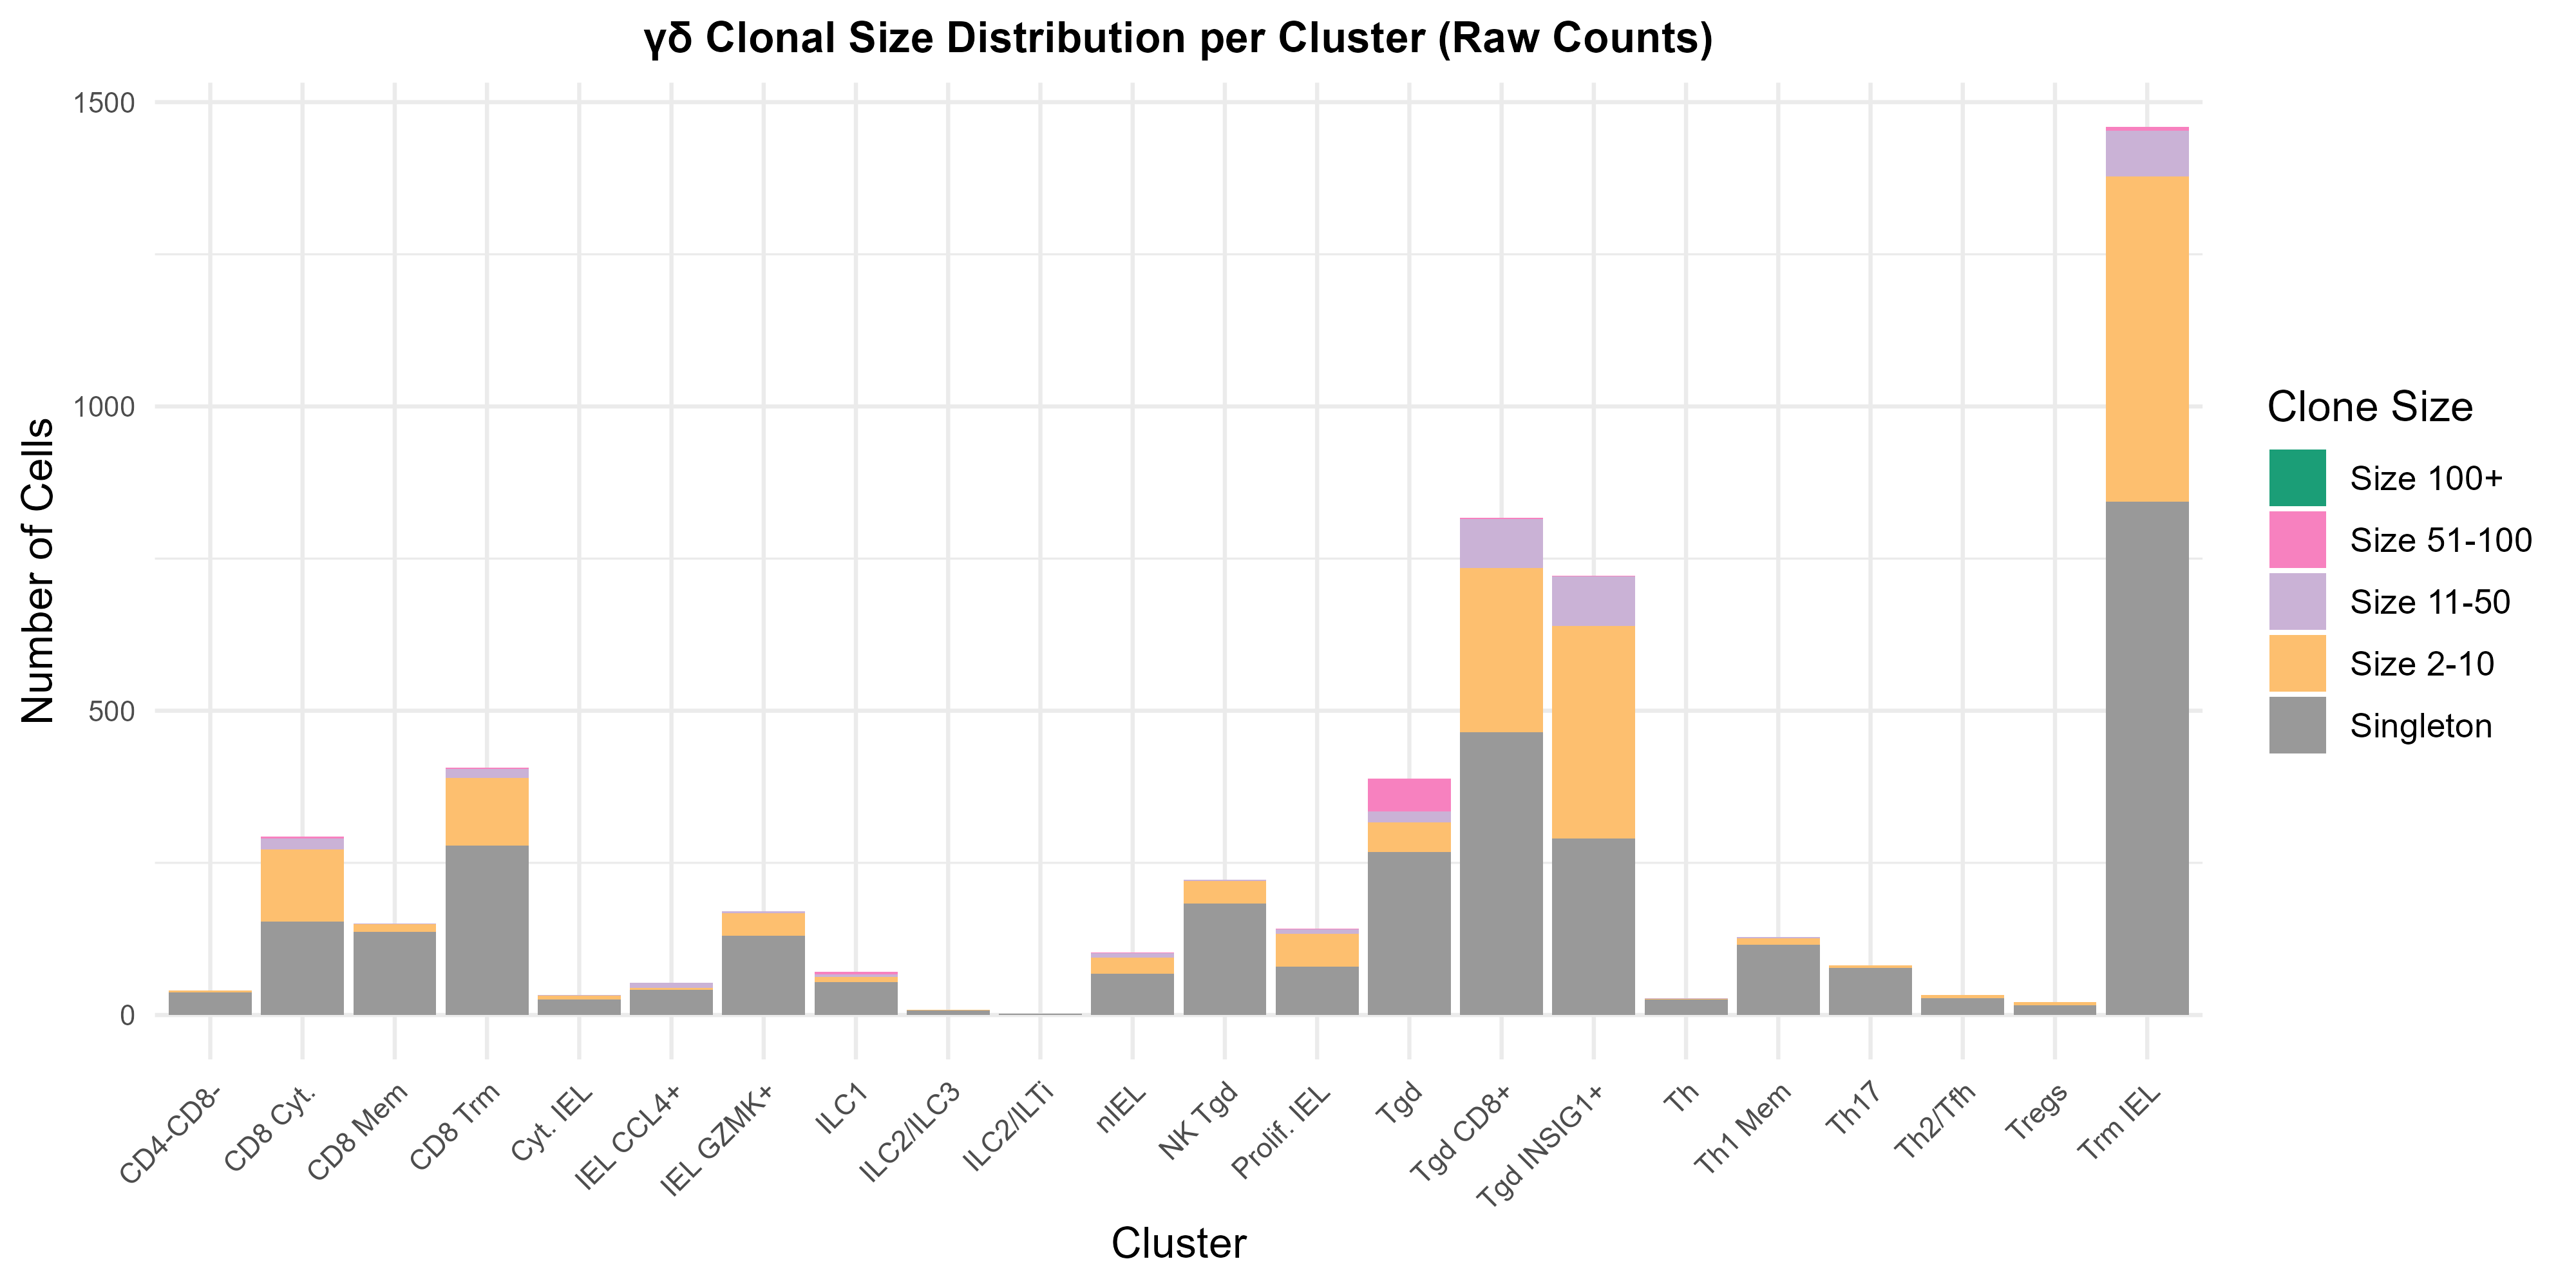 γδ Clonal Size Distribution per Cluster (Raw Counts)
Number of Cells
1500
1000
500
0
CD4-CD8-
CD8 Cyt.
CD8 Mem
CD8 Trm
Cyt. IEL
IEL CCL4+
IEL GZMK+
ILC1
ILC2/ILC3
ILC2/ILTi
nIEL
NK Tgd
Prolif. IEL
Tgd
Tgd CD8+
Tgd INSIG1+
Th
Th1 Mem
Th17
Th2/Tfh
Tregs
Trm IEL
Cluster
Clone Size
Size 100+
Size 51-100
Size 11-50
Size 2-10
Singleton